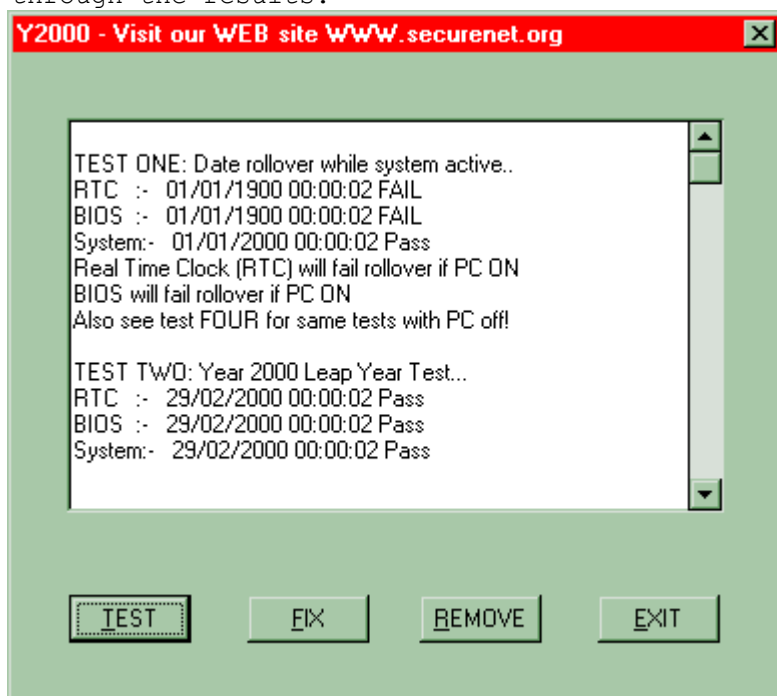 through the results.
Y2000 - Visit our WEB site WWW.securenet.org
TEST ONE: Date rollover while system active..
RTC :- 01/01/1900 00:00:02 FAIL
BIOS :- 01/01/1900 00:00:02 FAIL
System:- 01/01/2000 00:00:02 Pass
Real Time Clock (RTC) will fail rollover if PC ON
BIOS will fail rollover if PC ON
Also see test FOUR for same tests with PC off!
TEST TWO: Year 2000 Leap Year Test...
RTC :- 29/02/2000 00:00:02 Pass
BIOS :- 29/02/2000 00:00:02 Pass
System:- 29/02/2000 00:00:02 Pass
TEST
FIX
REMOVE
EXIT